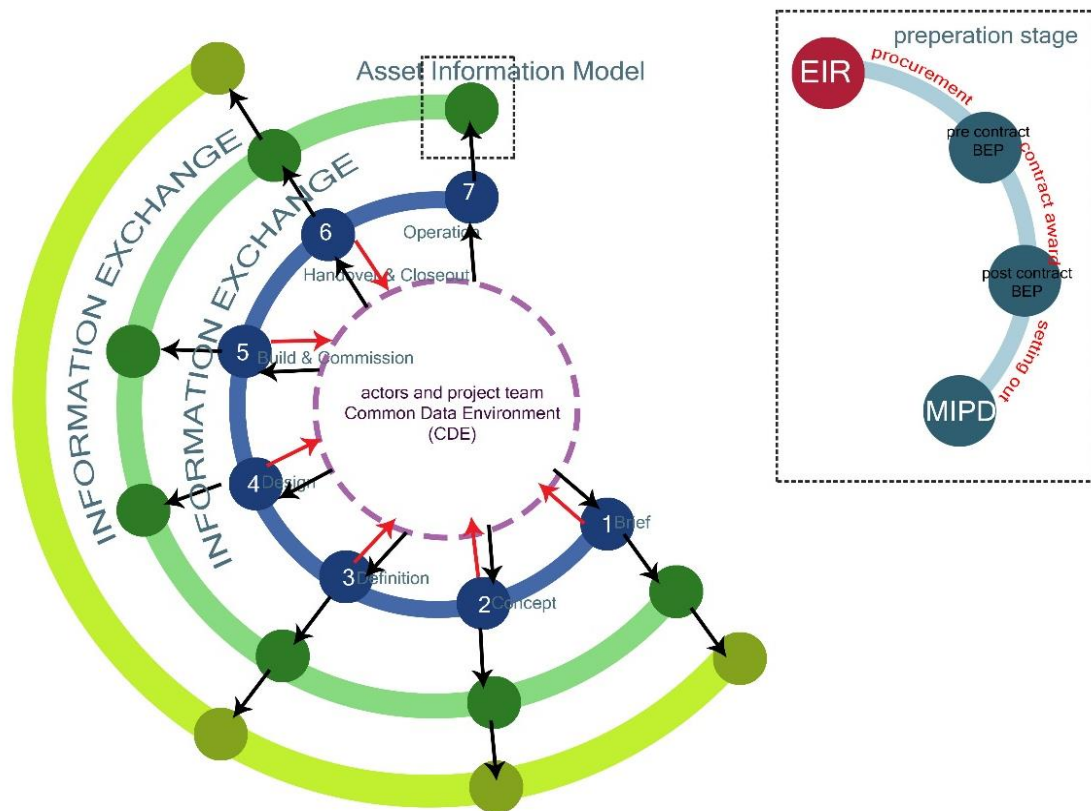 Asset Information Model
INFORMATION EXCHANGE
INFORMATION EXCHANGE
7
Operation
6
Handover & Closeout
5
Build & Commission
4
Design
3
Definition
2
Concept
1
Brief
actors and project team
Common Data Environment
(CDE)
preperation stage
EIR
procurement
pre contract
BEP
contract award
post contract
BEP
setting out
MIPD